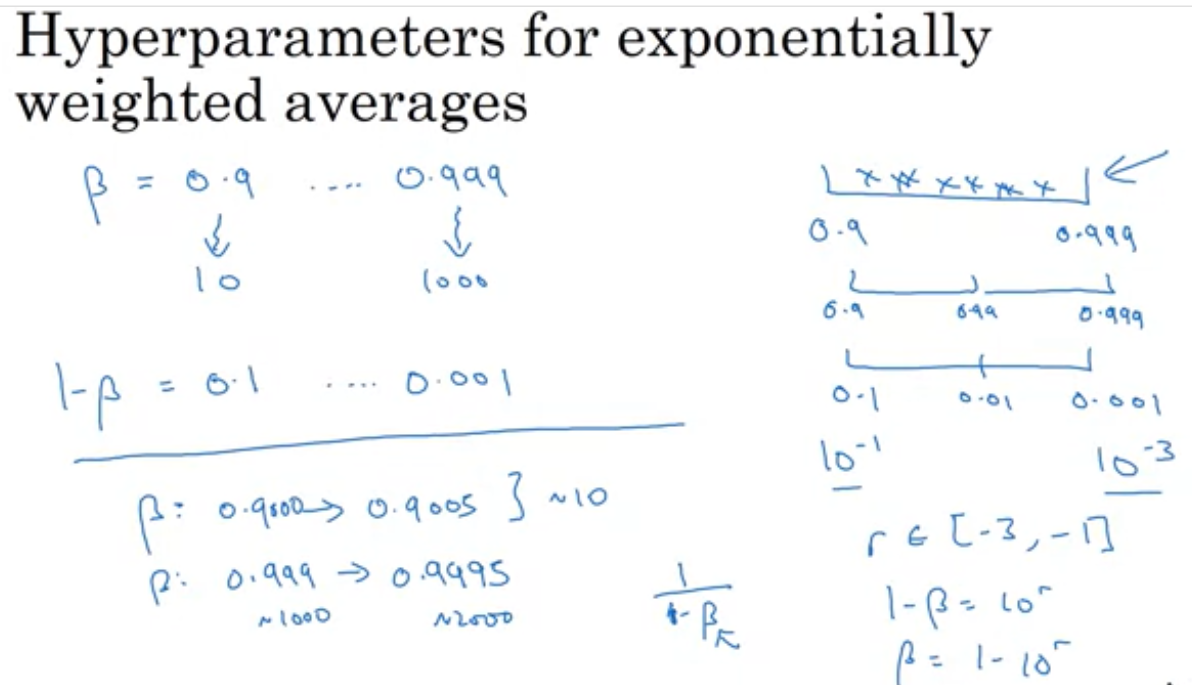 Hyperparameters for exponentially
weighted averages
β = 0.9 .... 0.999
10 1000
1-β = 0.1 .... 0.001
β: 0.9000 → 0.9005 } ~10
β: 0.999 → 0.9995
~1000 ~2000
1
1-β
0.9 0.999
0.9 0.99 0.999
0.1 0.01 0.001
10⁻¹ 10⁻³
r ∈ [-3, -1]
1-β = 10ʳ
β = 1-10ʳ